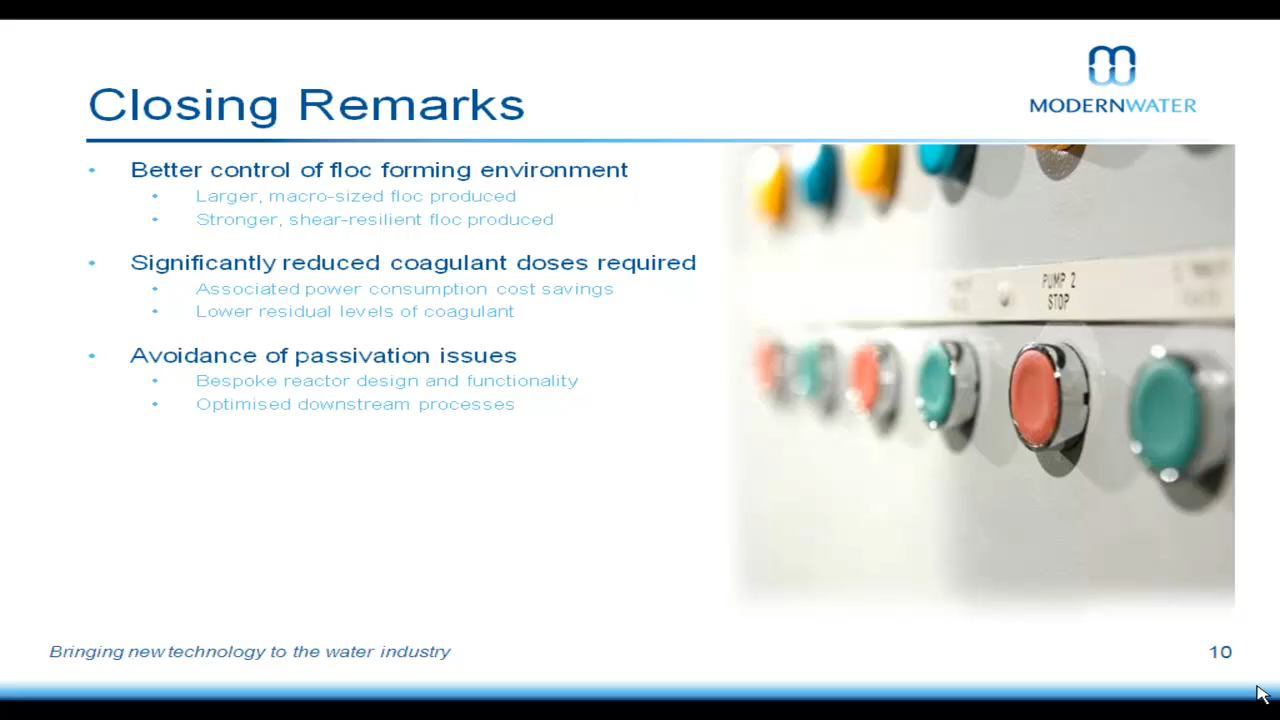 MODERNWATER
Closing Remarks
• Better control of floc forming environment
• Larger, macro-sized floc produced
• Stronger, shear-resilient floc produced
• Significantly reduced coagulant doses required
• Associated power consumption cost savings
• Lower residual levels of coagulant
• Avoidance of passivation issues
• Bespoke reactor design and functionality
• Optimised downstream processes
PUMP 2
STOP
Bringing new technology to the water industry
10